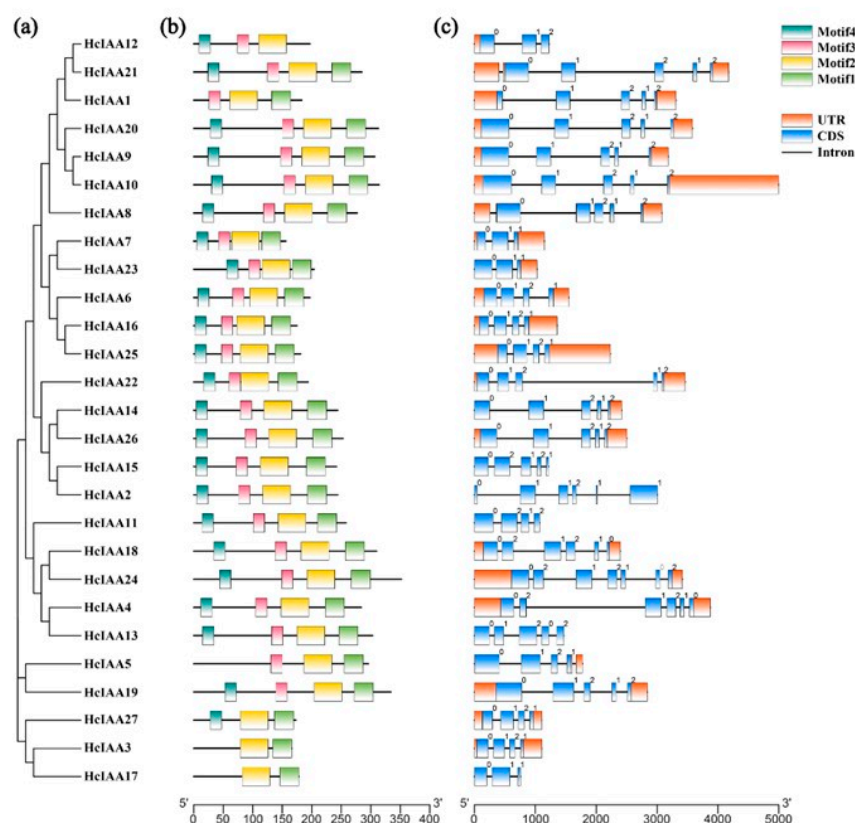 (a)
(b)
(c)
HcIAA12
HcIAA21
HcIAA1
HcIAA20
HcIAA9
HcIAA10
HcIAA8
HcIAA7
HcIAA23
HcIAA6
HcIAA16
HcIAA25
HcIAA22
HcIAA14
HcIAA26
HcIAA15
HcIAA2
HcIAA11
HcIAA18
HcIAA24
HcIAA4
HcIAA13
HcIAA5
HcIAA19
HcIAA27
HcIAA3
HcIAA17
Motif4
Motif3
Motif2
Motif1
UTR
CDS
Intron
5' 3'
0 50 100 150 200 250 300 350 400
5' 3'
0 1000 2000 3000 4000 5000